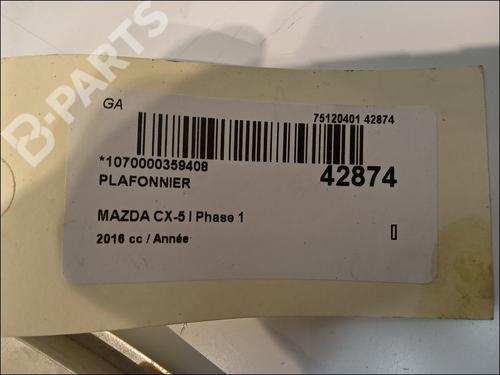 B-PARTS
GA
75120401 42874
*1070000359408
42874
PLAFONNIER
MAZDA CX-5 I Phase 1
2016 cc / Année